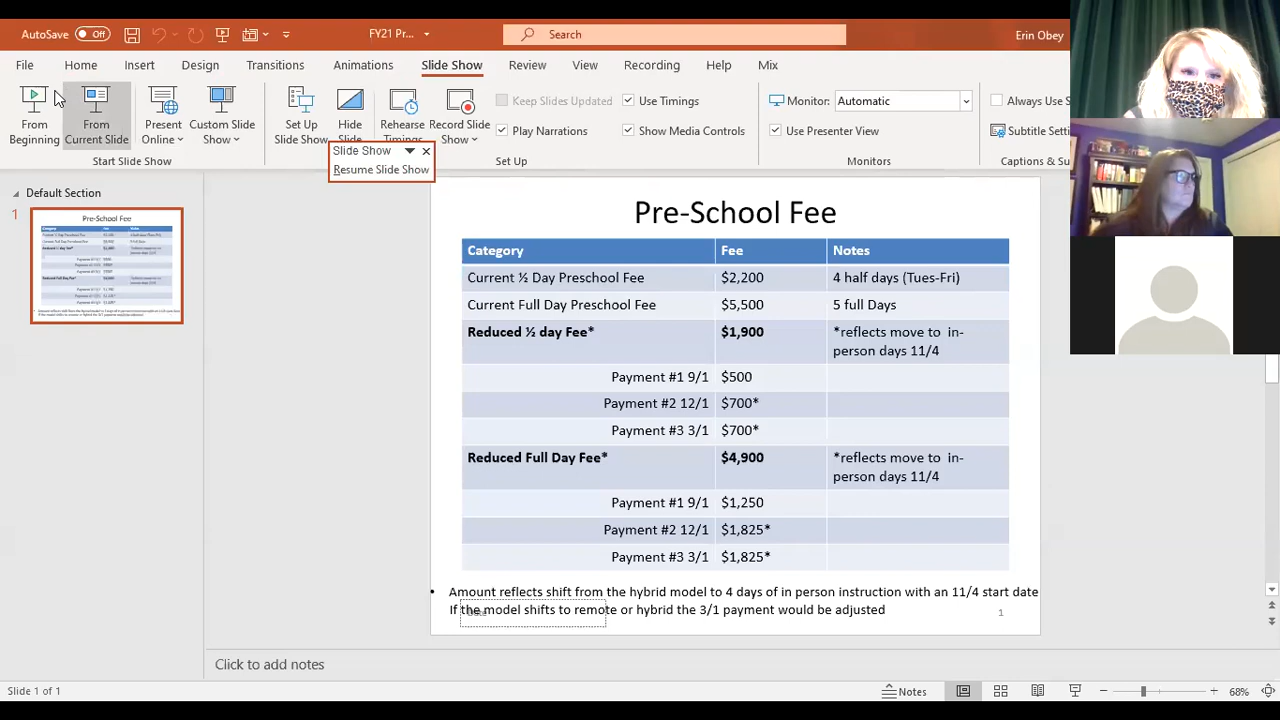 AutoSave Off FY21 Pr... Search Erin Obey
File Home Insert Design Transitions Animations Slide Show Review View Recording Help Mix
From Beginning
From Current Slide
Present Online
Custom Slide Show
Set Up Slide Show
Hide Slide
Rehearse Timings
Record Slide Show
Keep Slides Updated
Play Narrations
Use Timings
Show Media Controls
Monitor: Automatic
Use Presenter View
Always Use
Subtitle Setti
Start Slide Show Set Up Monitors Captions & Su
Slide Show
Resume Slide Show
Default Section
1
Pre-School Fee
Category Fee Notes
Current ½ Day Preschool Fee $2,200 4 half days (Tues-Fri)
Current Full Day Preschool Fee $5,500 5 full Days
Reduced ½ day Fee* $1,900 *reflects move to in-
person days 11/4
Payment #1 9/1 $500
Payment #2 12/1 $700*
Payment #3 3/1 $700*
Reduced Full Day Fee* $4,900 *reflects move to in-
person days 11/4
Payment #1 9/1 $1,250
Payment #2 12/1 $1,825*
Payment #3 3/1 $1,825*
• Amount reflects shift from the hybrid model to 4 days of in person instruction with an 11/4 start date
If the model shifts to remote or hybrid the 3/1 payment would be adjusted
1
Click to add notes
Slide 1 of 1 Notes 68%